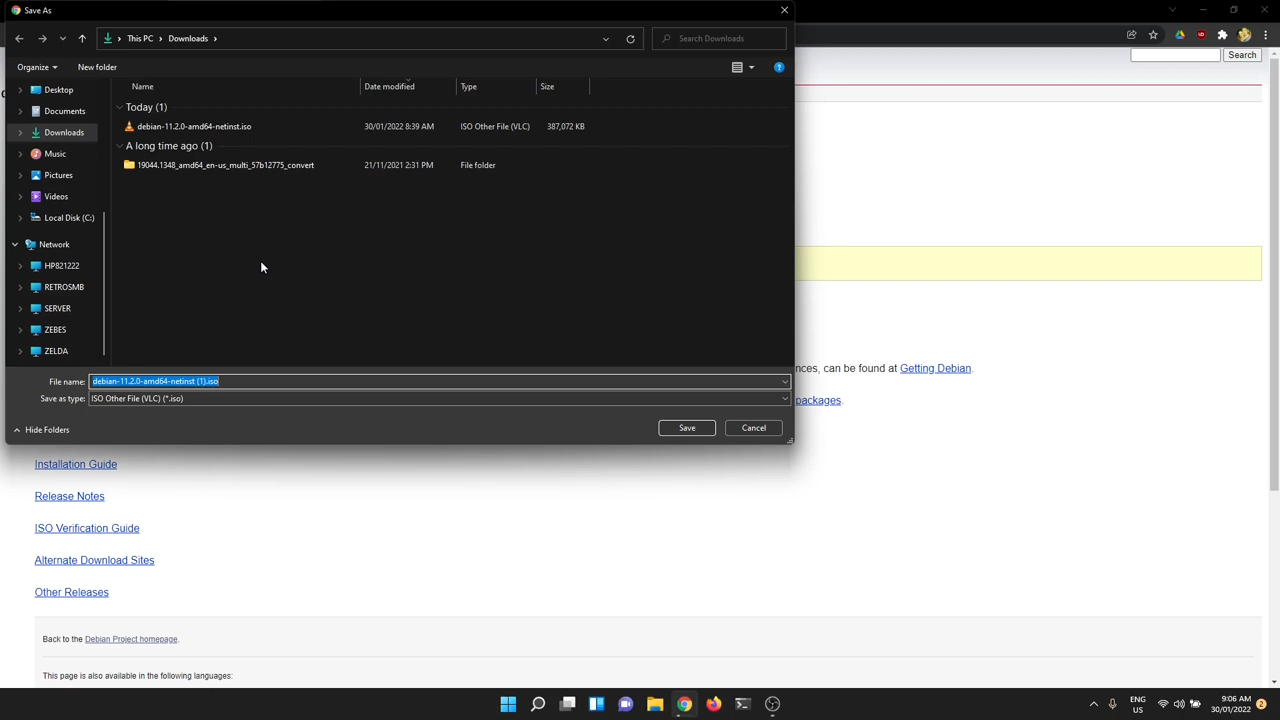 Save As
This PC
Downloads
Search Downloads
Organize
New folder
Name
Date modified
Type
Size
Desktop
Documents
Downloads
Music
Pictures
Videos
Local Disk (C:)
Network
HP821222
RETROSMB
SERVER
ZEBES
ZELDA
Today (1)
debian-11.2.0-amd64-netinst.iso
30/01/2022 8:39 AM
ISO Other File (VLC)
387,072 KB
A long time ago (1)
19044.1348_amd64_en-us_multi_57b12775_convert
21/11/2021 2:31 PM
File folder
File name:
debian-11.2.0-amd64-netinst (1).iso
Save as type:
ISO Other File (VLC) (*.iso)
Hide Folders
Save
Cancel
Search
nces, can be found at Getting Debian.
packages.
Installation Guide
Release Notes
ISO Verification Guide
Alternate Download Sites
Other Releases
Back to the Debian Project homepage.
This page is also available in the following languages:
ENG
US
9:06 AM
30/01/2022
2